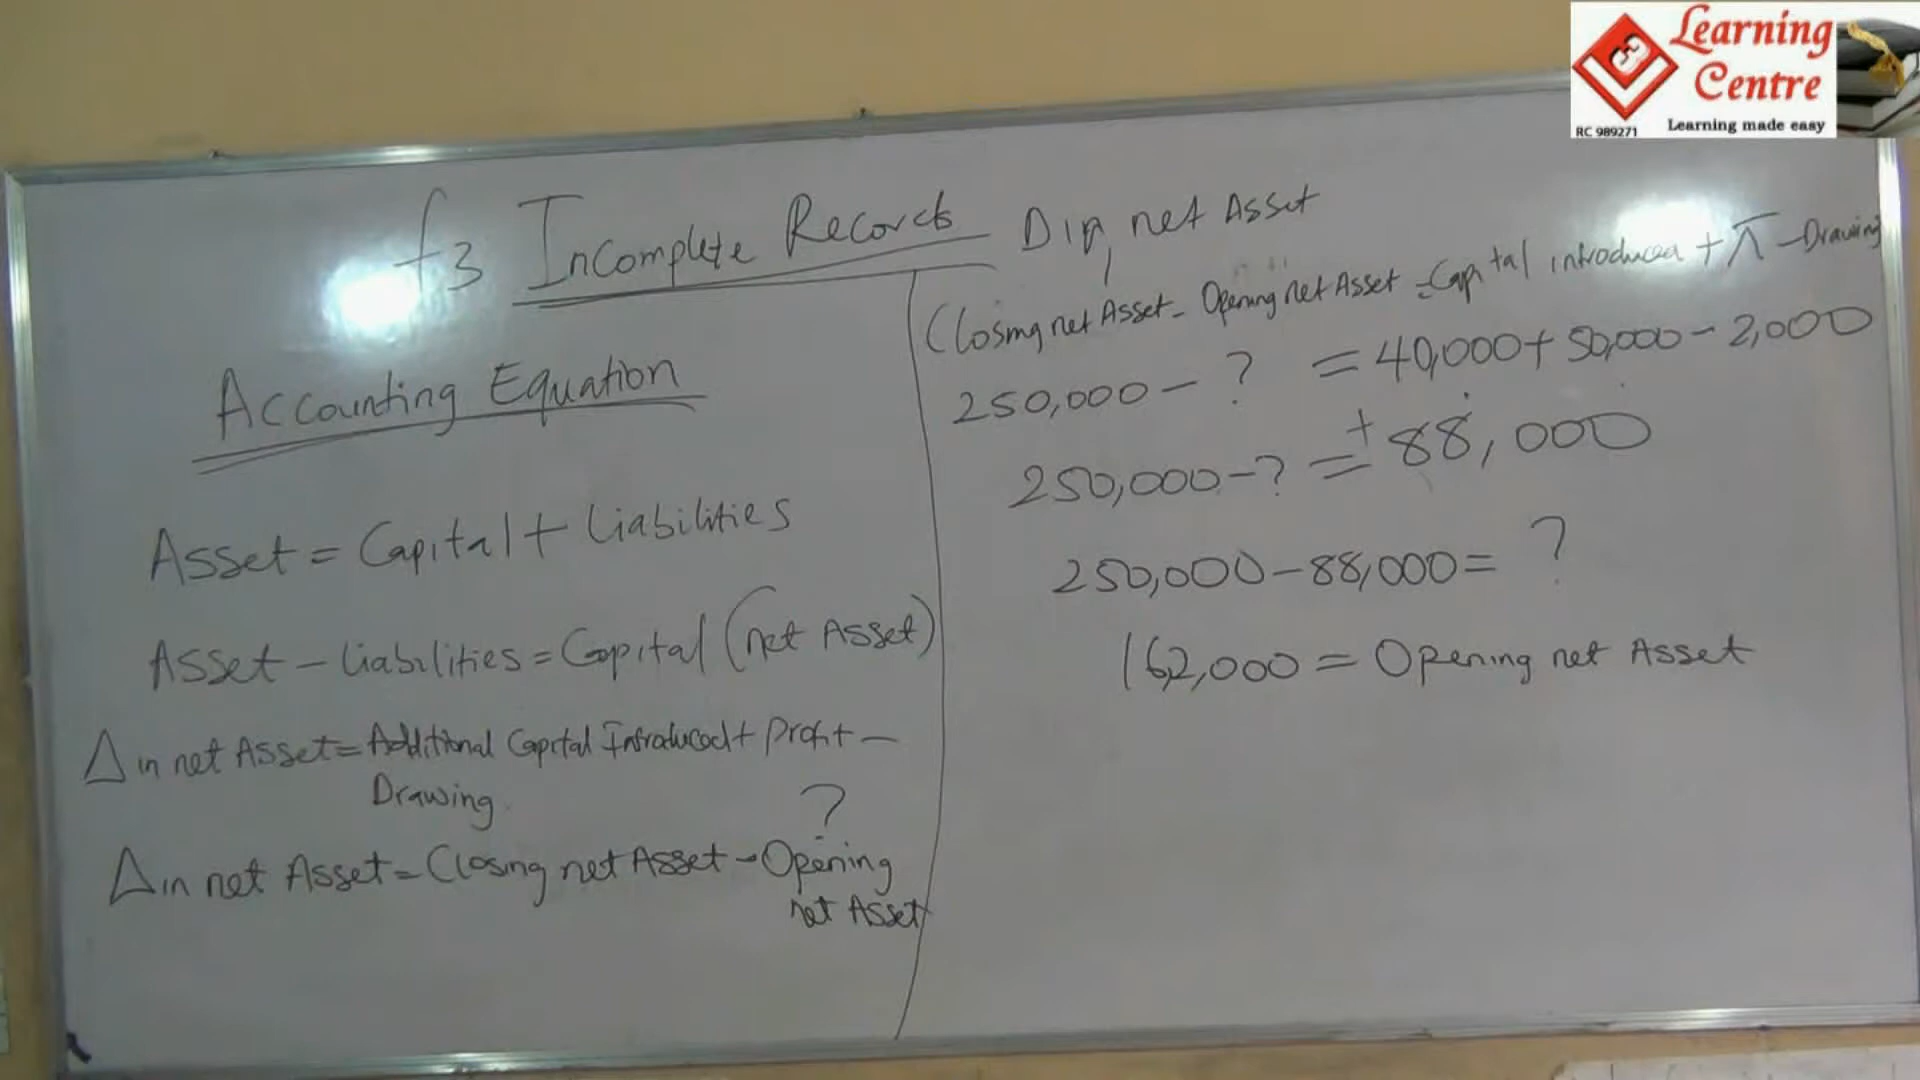 Learning
Centre
RC 989271
Learning made easy
f3 Incomplete Records
Accounting Equation
Asset = Capital + Liabilities
Asset - Liabilities = Capital (net Asset)
Δ in net Asset = Additional Capital Introduced + Profit -
Drawing
?
Δ in net Asset = Closing net Asset - Opening
net Asset
net Asset
Closing net Asset - Opening net Asset = Capital introduced + π - Drawing
250,000 - ? = 40,000 + 50,000 - 2,000
250,000 - ? = + 88,000
250,000 - 88,000 = ?
162,000 = Opening net Asset